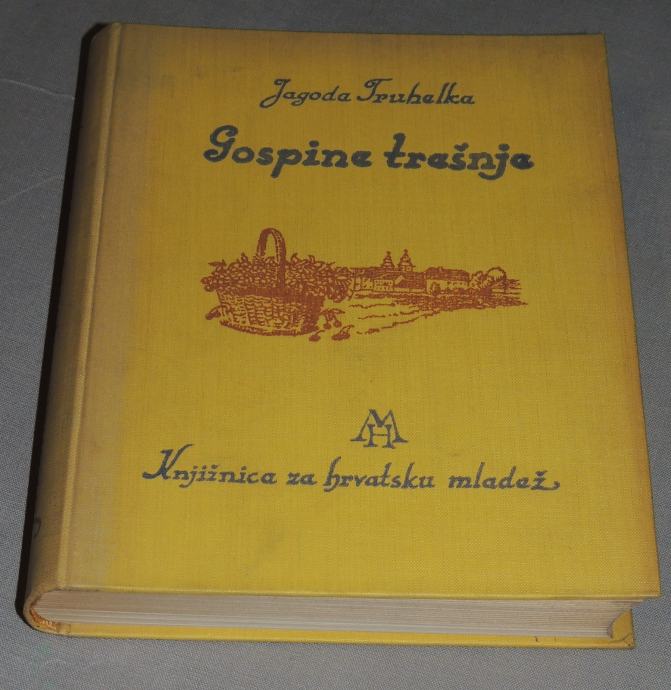 Jagoda Truhelka
Gospine trešnje
MH
Knjižnica za hrvatsku mladež